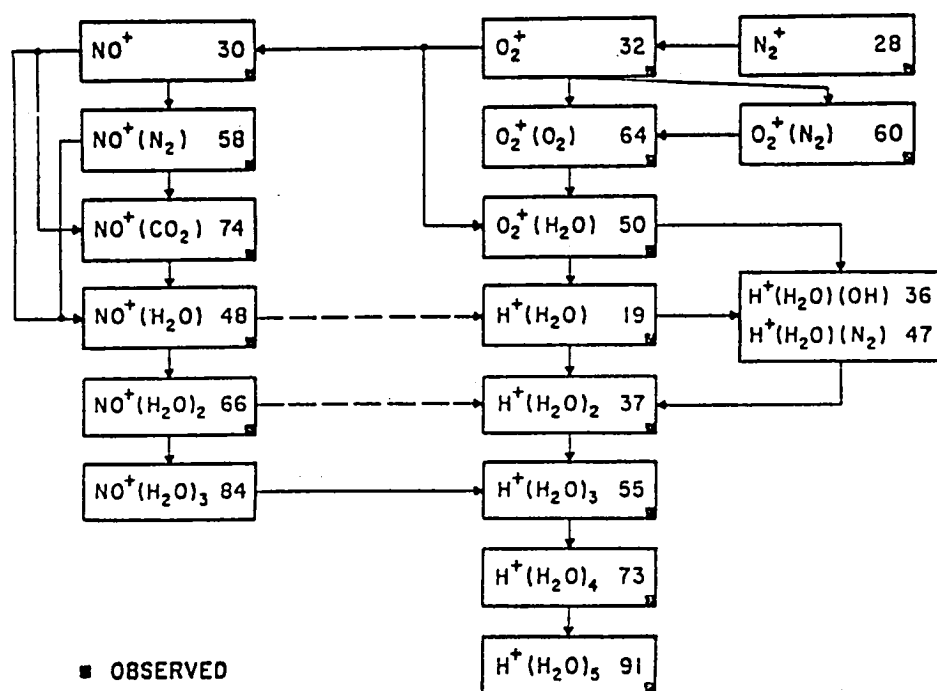 NO⁺ 30
O₂⁺ 32
N₂⁺ 28
NO⁺(N₂) 58
O₂⁺(O₂) 64
O₂⁺(N₂) 60
NO⁺(CO₂) 74
O₂⁺(H₂O) 50
NO⁺(H₂O) 48
H⁺(H₂O) 19
H⁺(H₂O)(OH) 36
H⁺(H₂O)(N₂) 47
NO⁺(H₂O)₂ 66
H⁺(H₂O)₂ 37
NO⁺(H₂O)₃ 84
H⁺(H₂O)₃ 55
H⁺(H₂O)₄ 73
H⁺(H₂O)₅ 91
OBSERVED